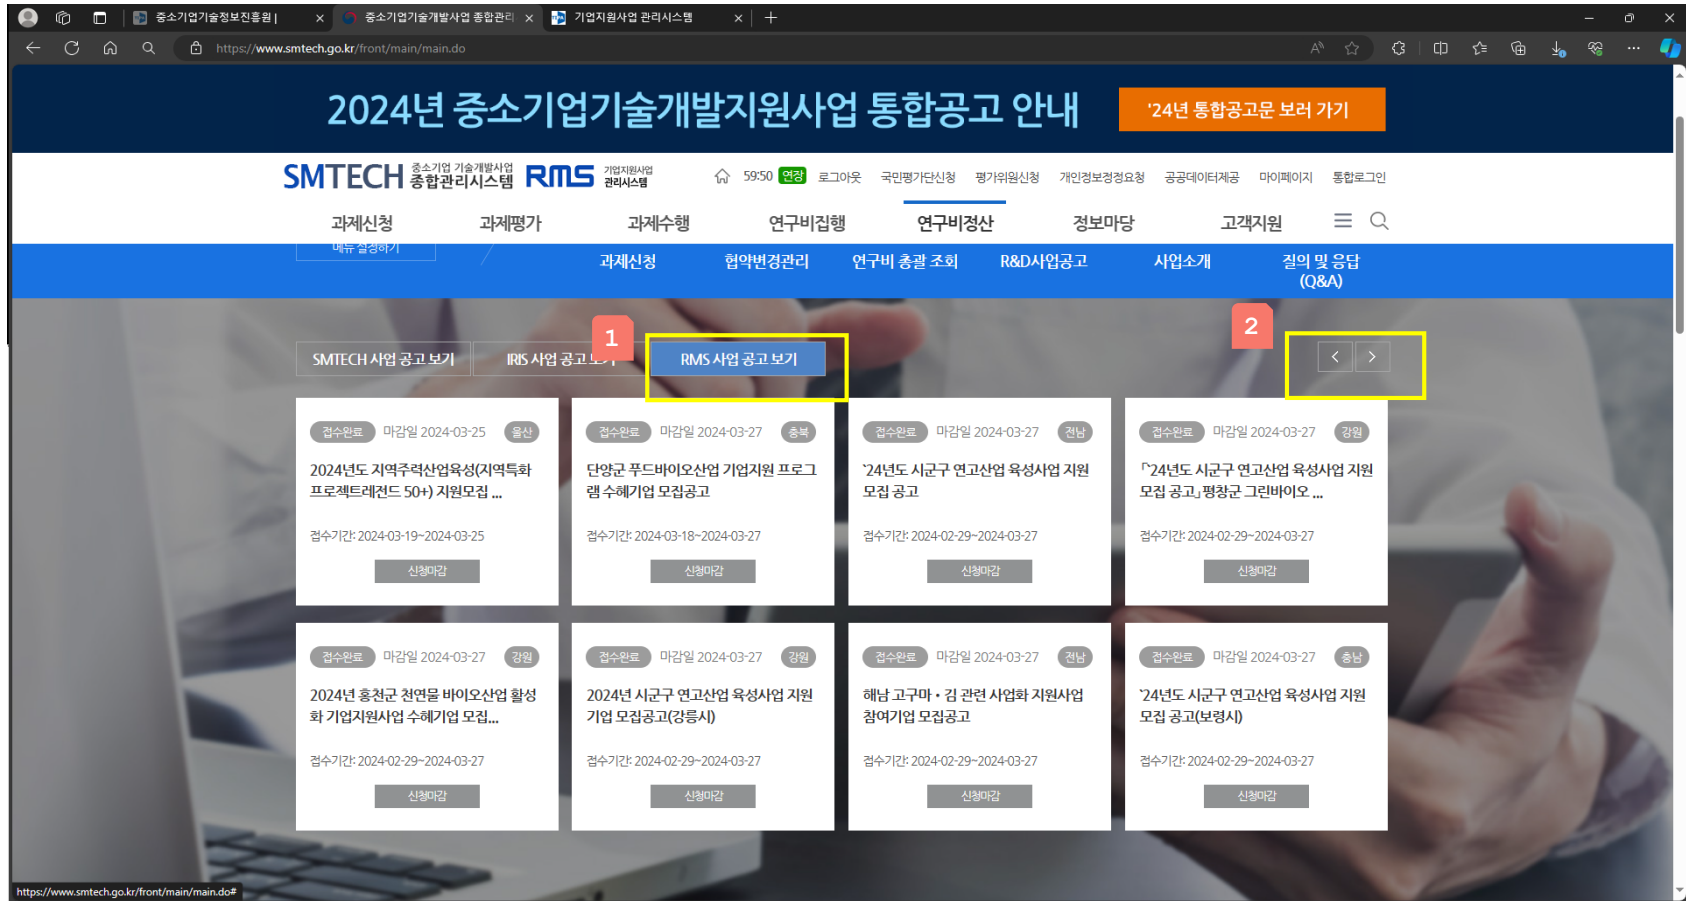 중소기업기술정보진흥원 |
중소기업기술개발사업 종합관리
기업지원사업 관리시스템
https://www.smtech.go.kr/front/main/main.do
2024년 중소기업기술개발지원사업 통합공고 안내
'24년 통합공고문 보러 가기
SMTECH 중소기업 기술개발사업 종합관리시스템 RMS 기업지원사업 관리시스템
59:50 연장 로그아웃 국민평가단신청 평가위원신청 개인정보정정요청 공공데이터제공 마이페이지 통합로그인
과제신청 과제평가 과제수행 연구비집행 연구비정산 정보마당 고객지원
메뉴 설정하기
과제신청 협약변경관리 연구비 총괄 조회 R&D사업공고 사업소개 질의 및 응답
(Q&A)
1
2
SMTECH 사업 공고 보기 IRIS 사업 공고 보기 RMS 사업 공고 보기
접수완료 마감일 2024-03-25 울산
2024년도 지역주력산업육성(지역특화
프로젝트레전드 50+) 지원모집 ...
접수기간: 2024-03-19~2024-03-25
신청마감
접수완료 마감일 2024-03-27 충북
단양군 푸드바이오산업 기업지원 프로그
램 수혜기업 모집공고
접수기간: 2024-03-18~2024-03-27
신청마감
접수완료 마감일 2024-03-27 전남
`24년도 시군구 연고산업 육성사업 지원
모집 공고
접수기간: 2024-02-29~2024-03-27
신청마감
접수완료 마감일 2024-03-27 강원
「`24년도 시군구 연고산업 육성사업 지원
모집 공고」평창군 그린바이오 ...
접수기간: 2024-02-29~2024-03-27
신청마감
접수완료 마감일 2024-03-27 강원
2024년 홍천군 천연물 바이오산업 활성
화 기업지원사업 수혜기업 모집...
접수기간: 2024-02-29~2024-03-27
신청마감
접수완료 마감일 2024-03-27 강원
2024년 시군구 연고산업 육성사업 지원
기업 모집공고(강릉시)
접수기간: 2024-02-29~2024-03-27
신청마감
접수완료 마감일 2024-03-27 전남
해남 고구마·김 관련 사업화 지원사업
참여기업 모집공고
접수기간: 2024-02-29~2024-03-27
신청마감
접수완료 마감일 2024-03-27 충남
`24년도 시군구 연고산업 육성사업 지원
모집 공고(보령시)
접수기간: 2024-02-29~2024-03-27
신청마감
https://www.smtech.go.kr/front/main/main.do#